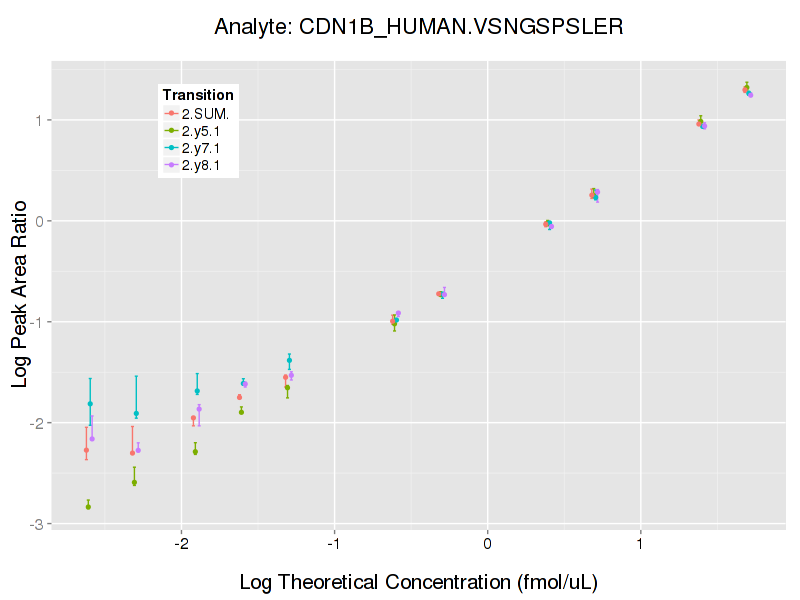 Analyte: CDN1B_HUMAN.VSNGSPSLER
Transition
2.SUM.
2.y5.1
2.y7.1
2.y8.1
Log Peak Area Ratio
1
0
-1
-2
-3
-2
-1
0
1
Log Theoretical Concentration (fmol/uL)